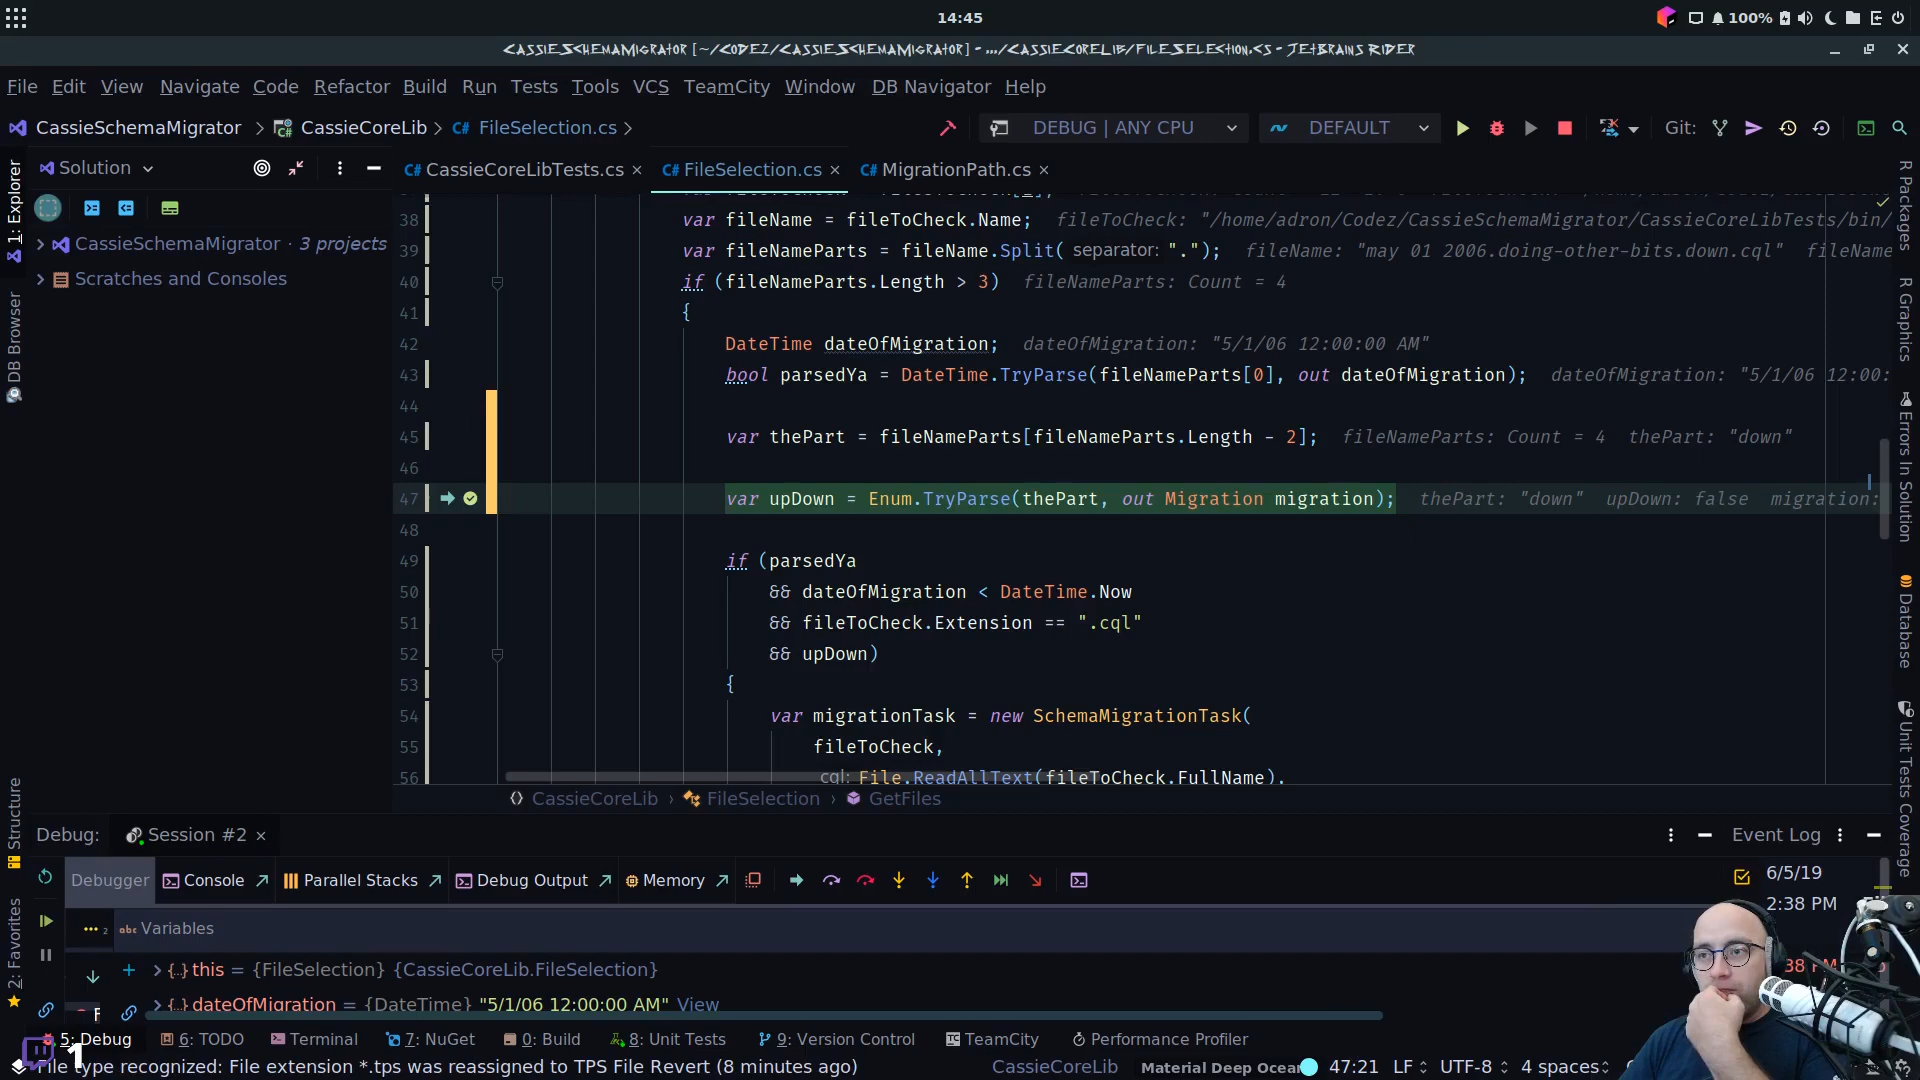 14:45
100%
CassieSchemaMigrator [~/Codez/CassieSchemaMigrator] - .../CassieCoreLib/FileSelection.cs - JetBrains Rider
File Edit View Navigate Code Refactor Build Run Tests Tools VCS TeamCity Window DB Navigator Help
CassieSchemaMigrator > CassieCoreLib > C# FileSelection.cs >
DEBUG | ANY CPU DEFAULT Git:
Solution
C# CassieCoreLibTests.cs × C# FileSelection.cs × C# MigrationPath.cs ×
CassieSchemaMigrator · 3 projects
Scratches and Consoles
1: Explorer
DB Browser
Structure
2: Favorites
38 var fileName = fileToCheck.Name; fileToCheck: "/home/adron/Codez/CassieSchemaMigrator/CassieCoreLibTests/bin/
39 var fileNameParts = fileName.Split( separator: "."); fileName: "may 01 2006.doing-other-bits.down.cql" fileName
40 if (fileNameParts.Length > 3) fileNameParts: Count = 4
41 {
42 DateTime dateOfMigration; dateOfMigration: "5/1/06 12:00:00 AM"
43 bool parsedYa = DateTime.TryParse(fileNameParts[0], out dateOfMigration); dateOfMigration: "5/1/06 12:00:
44
45 var thePart = fileNameParts[fileNameParts.Length - 2]; fileNameParts: Count = 4 thePart: "down"
46
47 var upDown = Enum.TryParse(thePart, out Migration migration); thePart: "down" upDown: false migration:
48
49 if (parsedYa
50 && dateOfMigration < DateTime.Now
51 && fileToCheck.Extension == ".cql"
52 && upDown)
53 {
54 var migrationTask = new SchemaMigrationTask(
55 fileToCheck,
56 cql: File.ReadAllText(fileToCheck.FullName),
CassieCoreLib > FileSelection > GetFiles
R Packages
R Graphics
Errors In Solution
Database
Unit Tests Coverage
Debug: Session #2 × Event Log
Debugger Console Parallel Stacks Debug Output Memory
6/5/19
2:38 PM
2 abc Variables
this = {FileSelection} {CassieCoreLib.FileSelection}
dateOfMigration = {DateTime} "5/1/06 12:00:00 AM" View
5: Debug 6: TODO Terminal 7: NuGet 0: Build 8: Unit Tests 9: Version Control TeamCity Performance Profiler
1
File type recognized: File extension *.tps was reassigned to TPS File Revert (8 minutes ago) CassieCoreLib Material Deep Ocean 47:21 LF UTF-8 4 spaces